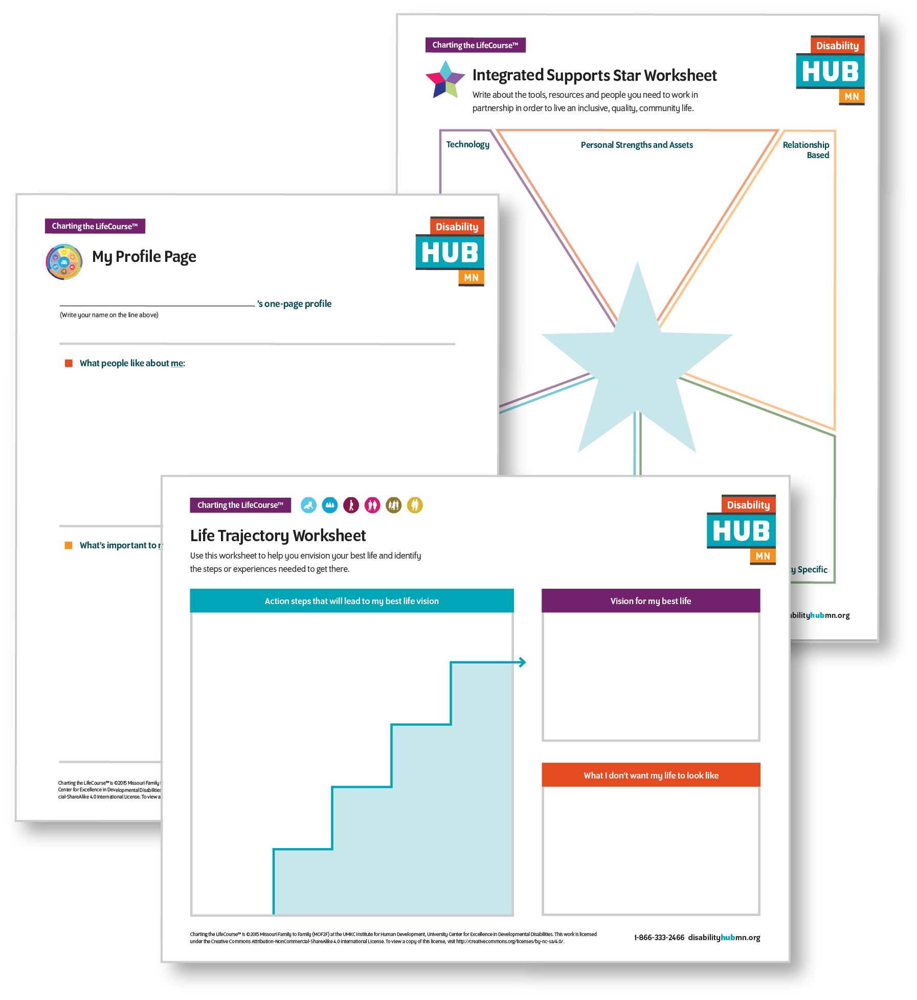 Charting the LifeCourse™
Disability
HUB
MN
Integrated Supports Star Worksheet
Write about the tools, resources and people you need to work in
partnership in order to live an inclusive, quality, community life.
Technology
Personal Strengths and Assets
Relationship
Based
Specific
mn.org
Charting the LifeCourse™
Disability
HUB
MN
My Profile Page
's one-page profile
(Write your name on the line above)
What people like about me:
What's important to
Charting the LifeCourse™ is ©2015 Missouri Family
Center for Excellence in Developmental Disabilities
cial-ShareAlike 4.0 International License. To view a
Charting the LifeCourse™
Disability
HUB
MN
Life Trajectory Worksheet
Use this worksheet to help you envision your best life and identify
the steps or experiences needed to get there.
Action steps that will lead to my best life vision
Vision for my best life
What I don't want my life to look like
Charting the LifeCourse™ is ©2015 Missouri Family to Family (MOF2F) at the UMKC Institute for Human Development, University Center for Excellence in Developmental Disabilities. This work is licensed
under the Creative Commons Attribution-NonCommercial-ShareAlike 4.0 International License. To view a copy of this license, visit http://creativecommons.org/licenses/by-nc-sa/4.0/.
1-866-333-2466 disabilityhubmn.org